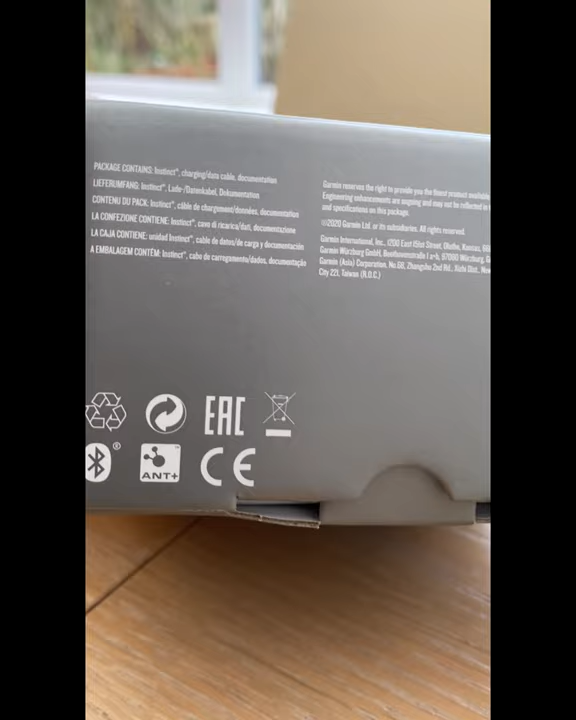 PACKAGE CONTAINS: Instinct®, charging/data cable, documentation
LIEFERUMFANG: Instinct®, Lade-/Datenkabel, Dokumentation
CONTENU DU PACK: Instinct®, câble de chargement/données, documentation
LA CONFEZIONE CONTIENE: Instinct®, cavo di ricarica/dati, documentazione
LA CAJA CONTIENE: unidad Instinct®, cable de datos/de carga y documentación
A EMBALAGEM CONTÉM: Instinct®, cabo de carregamento/dados, documentação
Garmin reserves the right to provide you the finest product available
Engineering enhancements are ongoing and may not be reflected in
and specifications on this package.
©2020 Garmin Ltd. or its subsidiaries. All rights reserved.
Garmin International, Inc., 1200 East 151st Street, Olathe, Kansas, 66
Garmin Würzburg GmbH, Beethovenstraße 1 a+b, 97080 Würzburg, G
Garmin (Asia) Corporation, No.68, Zhangshu 2nd Rd., Xizhi Dist., New
City 221, Taiwan (R.O.C.)
EAC
®
ANT+
CE